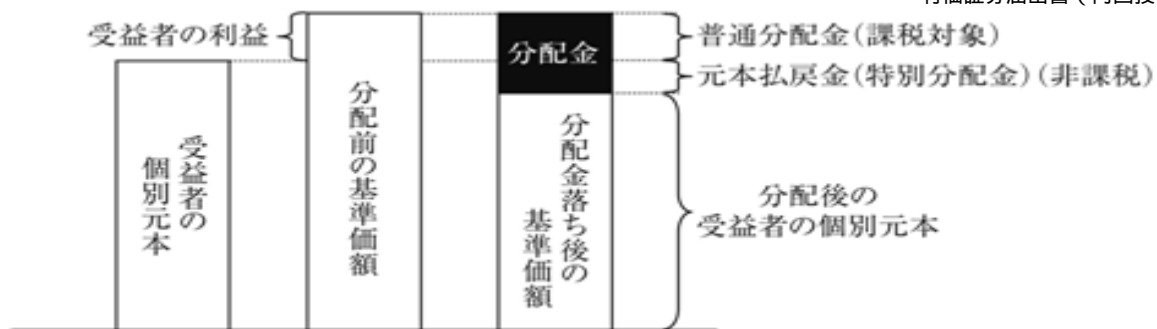 受益者の利益
分配金
普通分配金(課税対象)
元本払戻金(特別分配金)(非課税)
受益者の
個別元本
分配前の基準価額
分配金落ち後の
基準価額
分配後の
受益者の個別元本